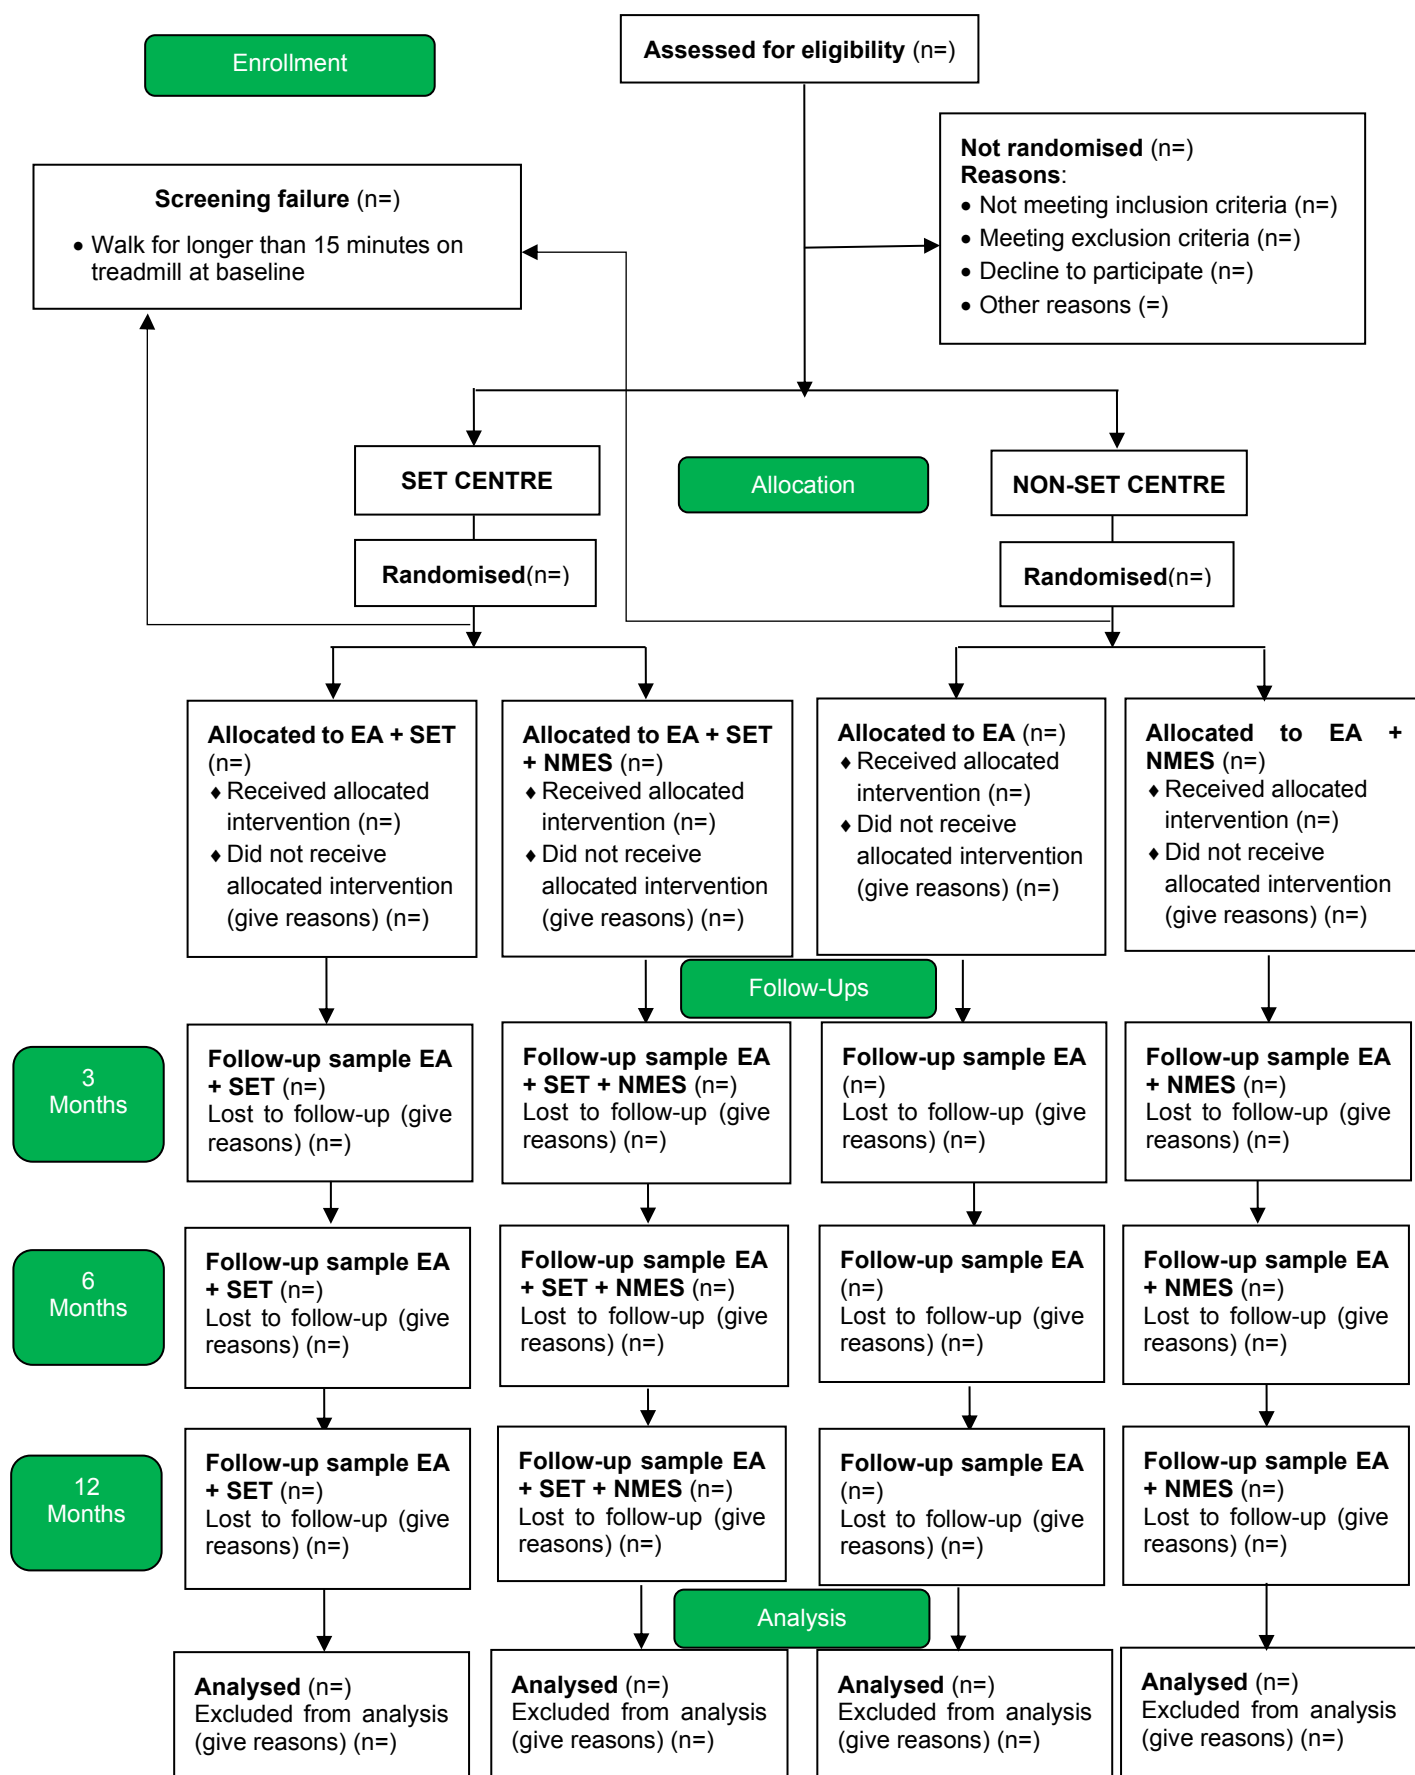 Enrollment
Assessed for eligibility (n=)
Not randomised (n=)
Reasons:
• Not meeting inclusion criteria (n=)
• Meeting exclusion criteria (n=)
• Decline to participate (n=)
• Other reasons (=)
Screening failure (n=)
• Walk for longer than 15 minutes on
treadmill at baseline
SET CENTRE
Allocation
NON-SET CENTRE
Randomised(n=)
Randomised(n=)
Allocated to EA + SET
(n=)
♦ Received allocated
intervention (n=)
♦ Did not receive
allocated intervention
(give reasons) (n=)
Allocated to EA + SET
+ NMES (n=)
♦ Received allocated
intervention (n=)
♦ Did not receive
allocated intervention
(give reasons) (n=)
Allocated to EA (n=)
♦ Received allocated
intervention (n=)
♦ Did not receive
allocated intervention
(give reasons) (n=)
Allocated to EA +
NMES (n=)
♦ Received allocated
intervention (n=)
♦ Did not receive
allocated intervention
(give reasons) (n=)
Follow-Ups
3
Months
Follow-up sample EA
+ SET (n=)
Lost to follow-up (give
reasons) (n=)
Follow-up sample EA
+ SET + NMES (n=)
Lost to follow-up (give
reasons) (n=)
Follow-up sample EA
(n=)
Lost to follow-up (give
reasons) (n=)
Follow-up sample EA
+ NMES (n=)
Lost to follow-up (give
reasons) (n=)
6
Months
Follow-up sample EA
+ SET (n=)
Lost to follow-up (give
reasons) (n=)
Follow-up sample EA
+ SET + NMES (n=)
Lost to follow-up (give
reasons) (n=)
Follow-up sample EA
(n=)
Lost to follow-up (give
reasons) (n=)
Follow-up sample EA
+ NMES (n=)
Lost to follow-up (give
reasons) (n=)
12
Months
Follow-up sample EA
+ SET (n=)
Lost to follow-up (give
reasons) (n=)
Follow-up sample EA
+ SET + NMES (n=)
Lost to follow-up (give
reasons) (n=)
Follow-up sample EA
(n=)
Lost to follow-up (give
reasons) (n=)
Follow-up sample EA
+ NMES (n=)
Lost to follow-up (give
reasons) (n=)
Analysis
Analysed (n=)
Excluded from analysis
(give reasons) (n=)
Analysed (n=)
Excluded from analysis
(give reasons) (n=)
Analysed (n=)
Excluded from analysis
(give reasons) (n=)
Analysed (n=)
Excluded from analysis
(give reasons) (n=)